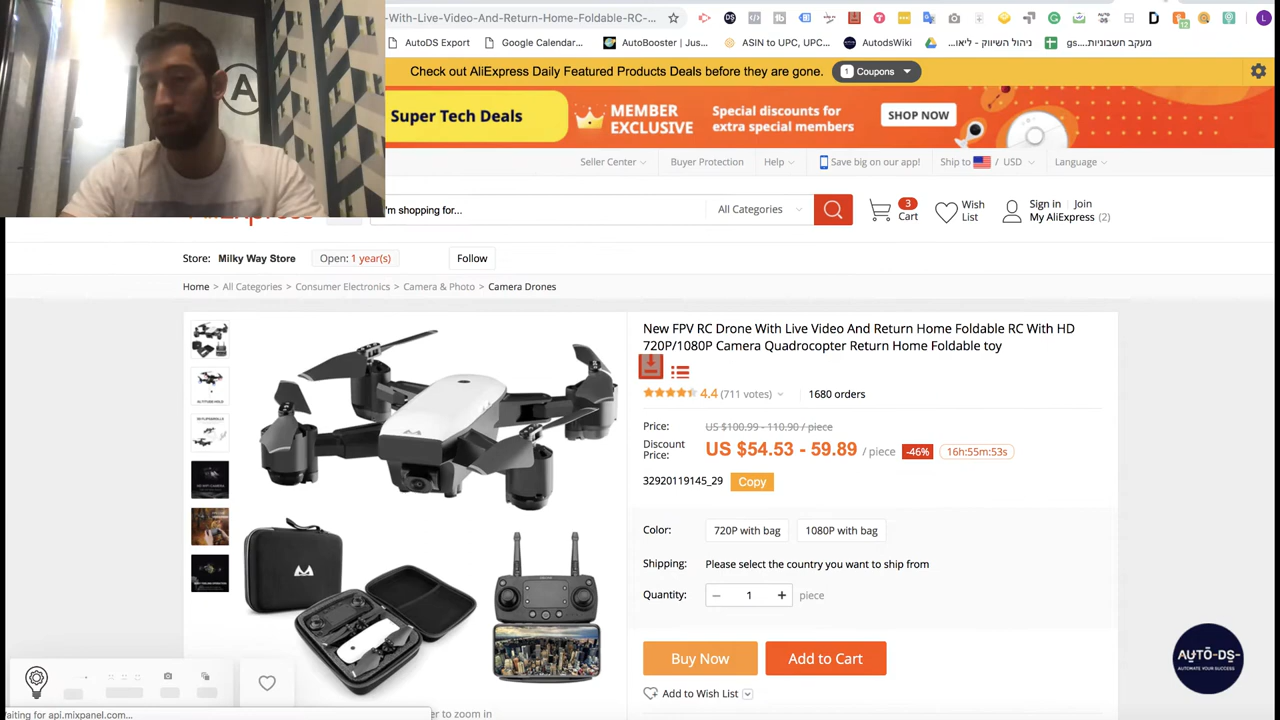 -With-Live-Video-And-Return-Home-Foldable-RC-...
AutoDS Export
Google Calendar...
AutoBooster | Jus...
ASIN to UPC, UPC...
AutodsWiki
ניהול השיווק - ליאו...
מעקב חשבוניות...gs
L
12
Check out AliExpress Daily Featured Products Deals before they are gone.
1 Coupons
Super Tech Deals
MEMBER
EXCLUSIVE
Special discounts for
extra special members
SHOP NOW
Seller Center
Buyer Protection
Help
Save big on our app!
Ship to / USD
Language
'm shopping for...
All Categories
3
Cart
Wish
List
Sign in Join
My AliExpress (2)
Store: Milky Way Store
Open: 1 year(s)
Follow
Home > All Categories > Consumer Electronics > Camera & Photo > Camera Drones
New FPV RC Drone With Live Video And Return Home Foldable RC With HD
720P/1080P Camera Quadrocopter Return Home Foldable toy
4.4 (711 votes)
1680 orders
Price: US $100.99 - 110.90 / piece
Discount
Price:
US $54.53 - 59.89 / piece
-46%
16h:55m:53s
32920119145_29
Copy
Color:
720P with bag
1080P with bag
Shipping: Please select the country you want to ship from
Quantity:
− 1 +
piece
Buy Now
Add to Cart
Add to Wish List
AUTO-DS-
AUTOMATE YOUR SUCCESS
Waiting for api.mixpanel.com...
er to zoom in
A